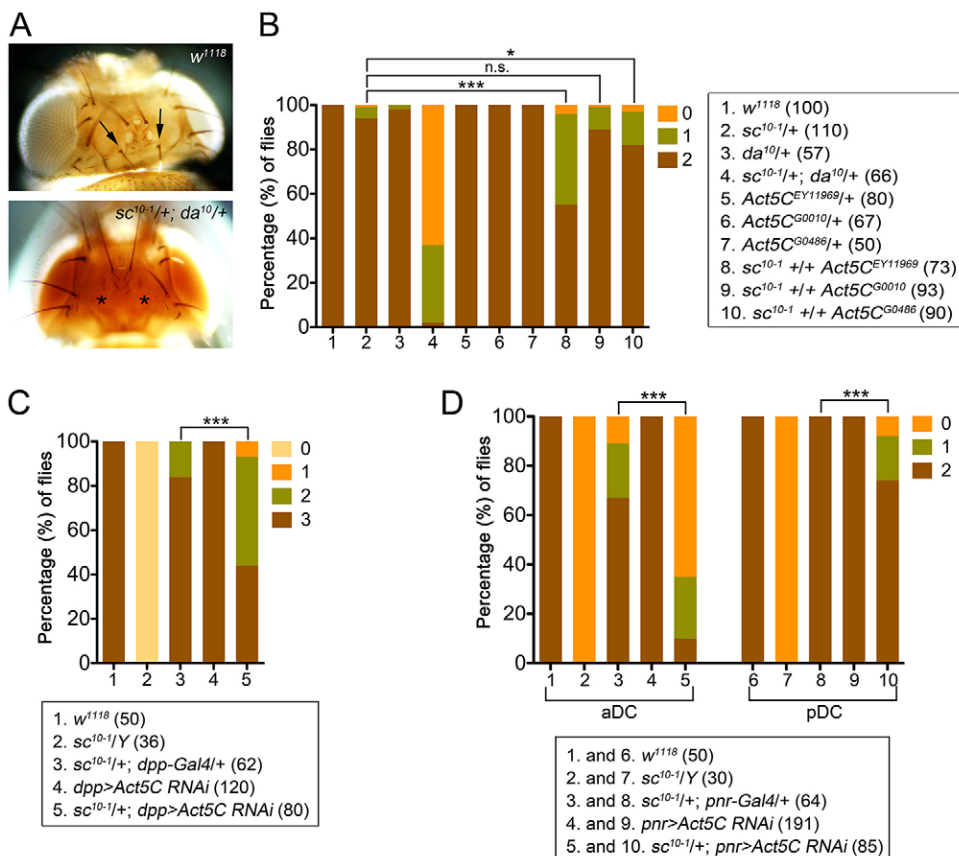 A
w1118
sc10-1/+; da10/+
* *
B
*
n.s.
***
Percentage (%) of flies
100
80
60
40
20
0
1 2 3 4 5 6 7 8 9 10
0
1
2
1. w1118 (100)
2. sc10-1/+ (110)
3. da10/+ (57)
4. sc10-1/+; da10/+ (66)
5. Act5CEY11969/+ (80)
6. Act5CG0010/+ (67)
7. Act5CG0486/+ (50)
8. sc10-1 +/+ Act5CEY11969 (73)
9. sc10-1 +/+ Act5CG0010 (93)
10. sc10-1 +/+ Act5CG0486 (90)
C
***
Percentage (%) of flies
100
80
60
40
20
0
1 2 3 4 5
0
1
2
3
1. w1118 (50)
2. sc10-1/Y (36)
3. sc10-1/+; dpp-Gal4/+ (62)
4. dpp>Act5C RNAi (120)
5. sc10-1/+; dpp>Act5C RNAi (80)
D
*** ***
Percentage (%) of flies
100
80
60
40
20
0
1 2 3 4 5 6 7 8 9 10
aDC pDC
0
1
2
1. and 6. w1118 (50)
2. and 7. sc10-1/Y (30)
3. and 8. sc10-1/+; pnr-Gal4/+ (64)
4. and 9. pnr>Act5C RNAi (191)
5. and 10. sc10-1/+; pnr>Act5C RNAi (85)